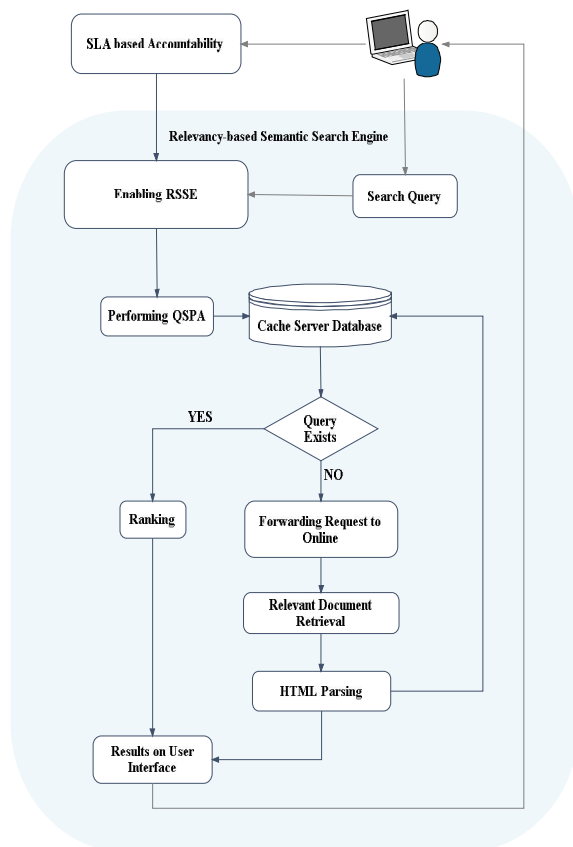 SLA based Accountability
Relevancy-based Semantic Search Engine
Enabling RSSE
Search Query
Performing QSPA
Cache Server Database
YES
Query
Exists
NO
Ranking
Forwarding Request to
Online
Relevant Document
Retrieval
HTML Parsing
Results on User
Interface